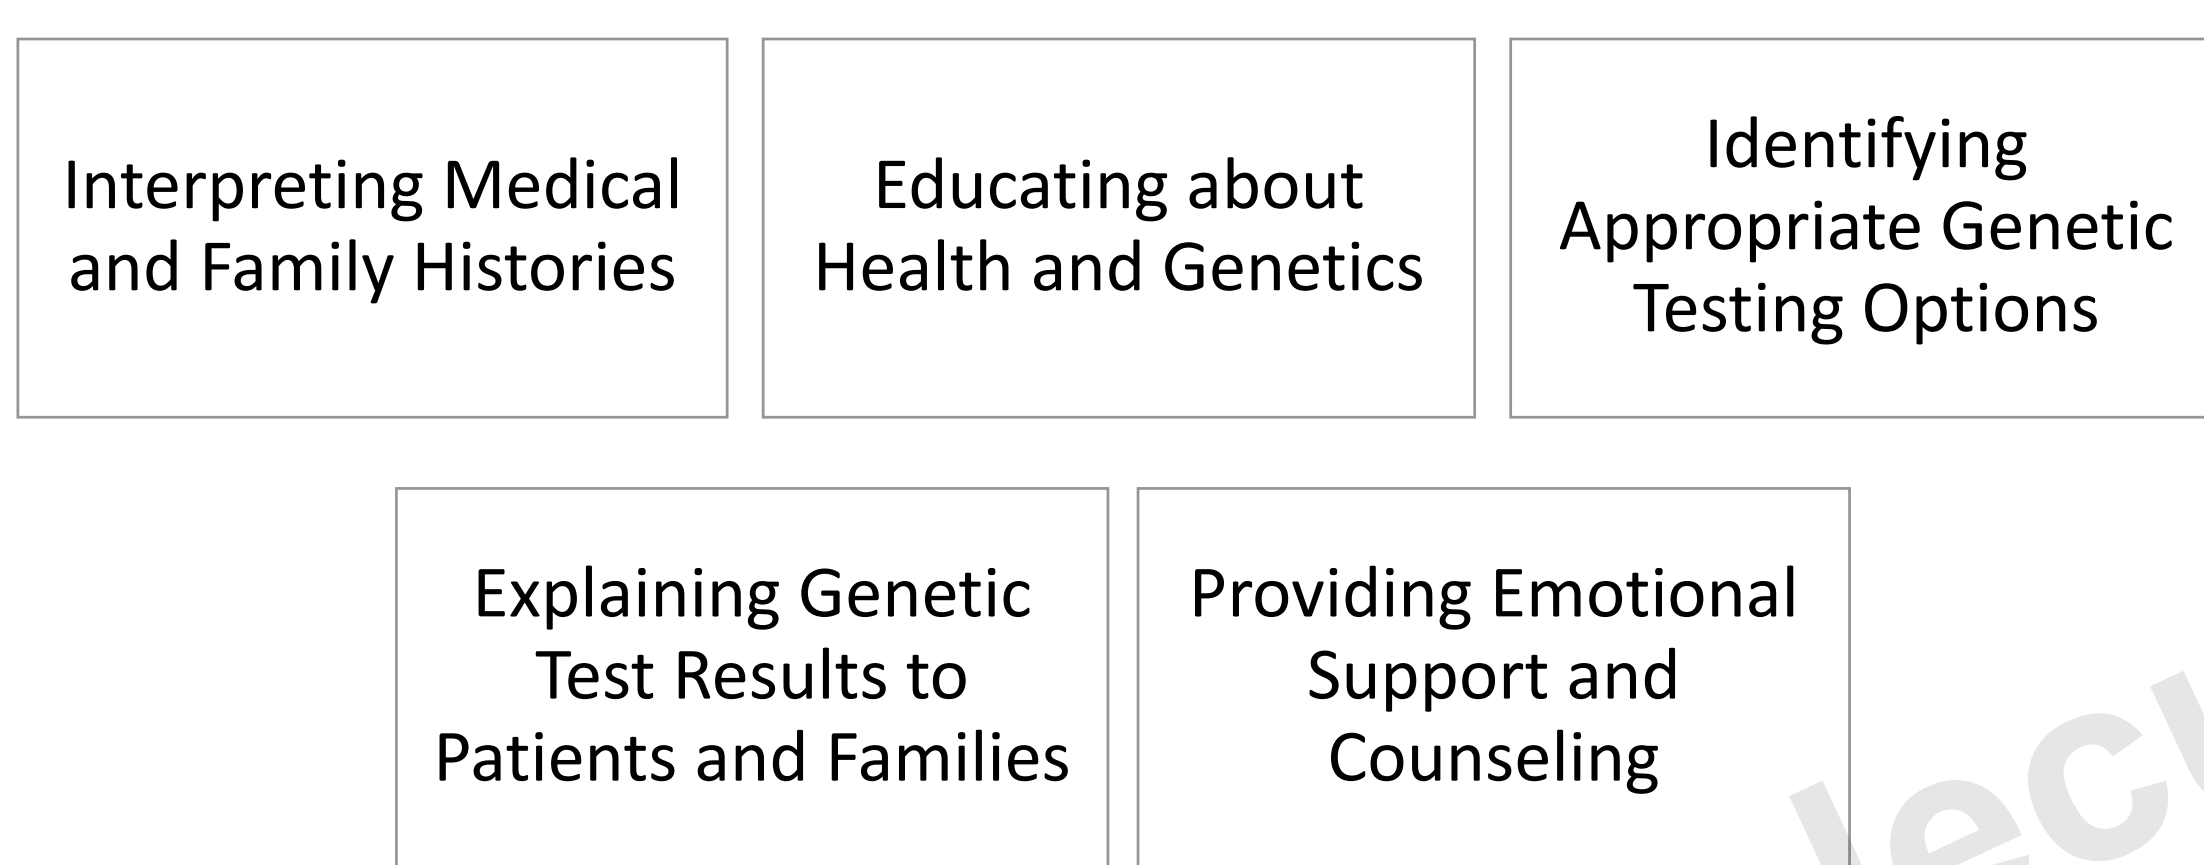 Interpreting Medical
and Family Histories
Educating about
Health and Genetics
Identifying
Appropriate Genetic
Testing Options
Explaining Genetic
Test Results to
Patients and Families
Providing Emotional
Support and
Counseling